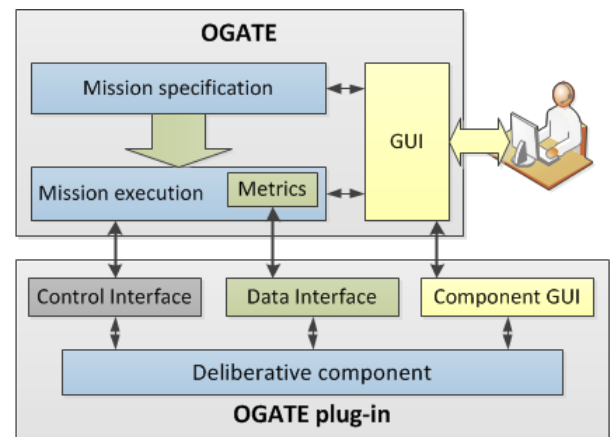 OGATE
Mission specification
GUI
Mission execution
Metrics
Control Interface
Data Interface
Component GUI
Deliberative component
OGATE plug-in